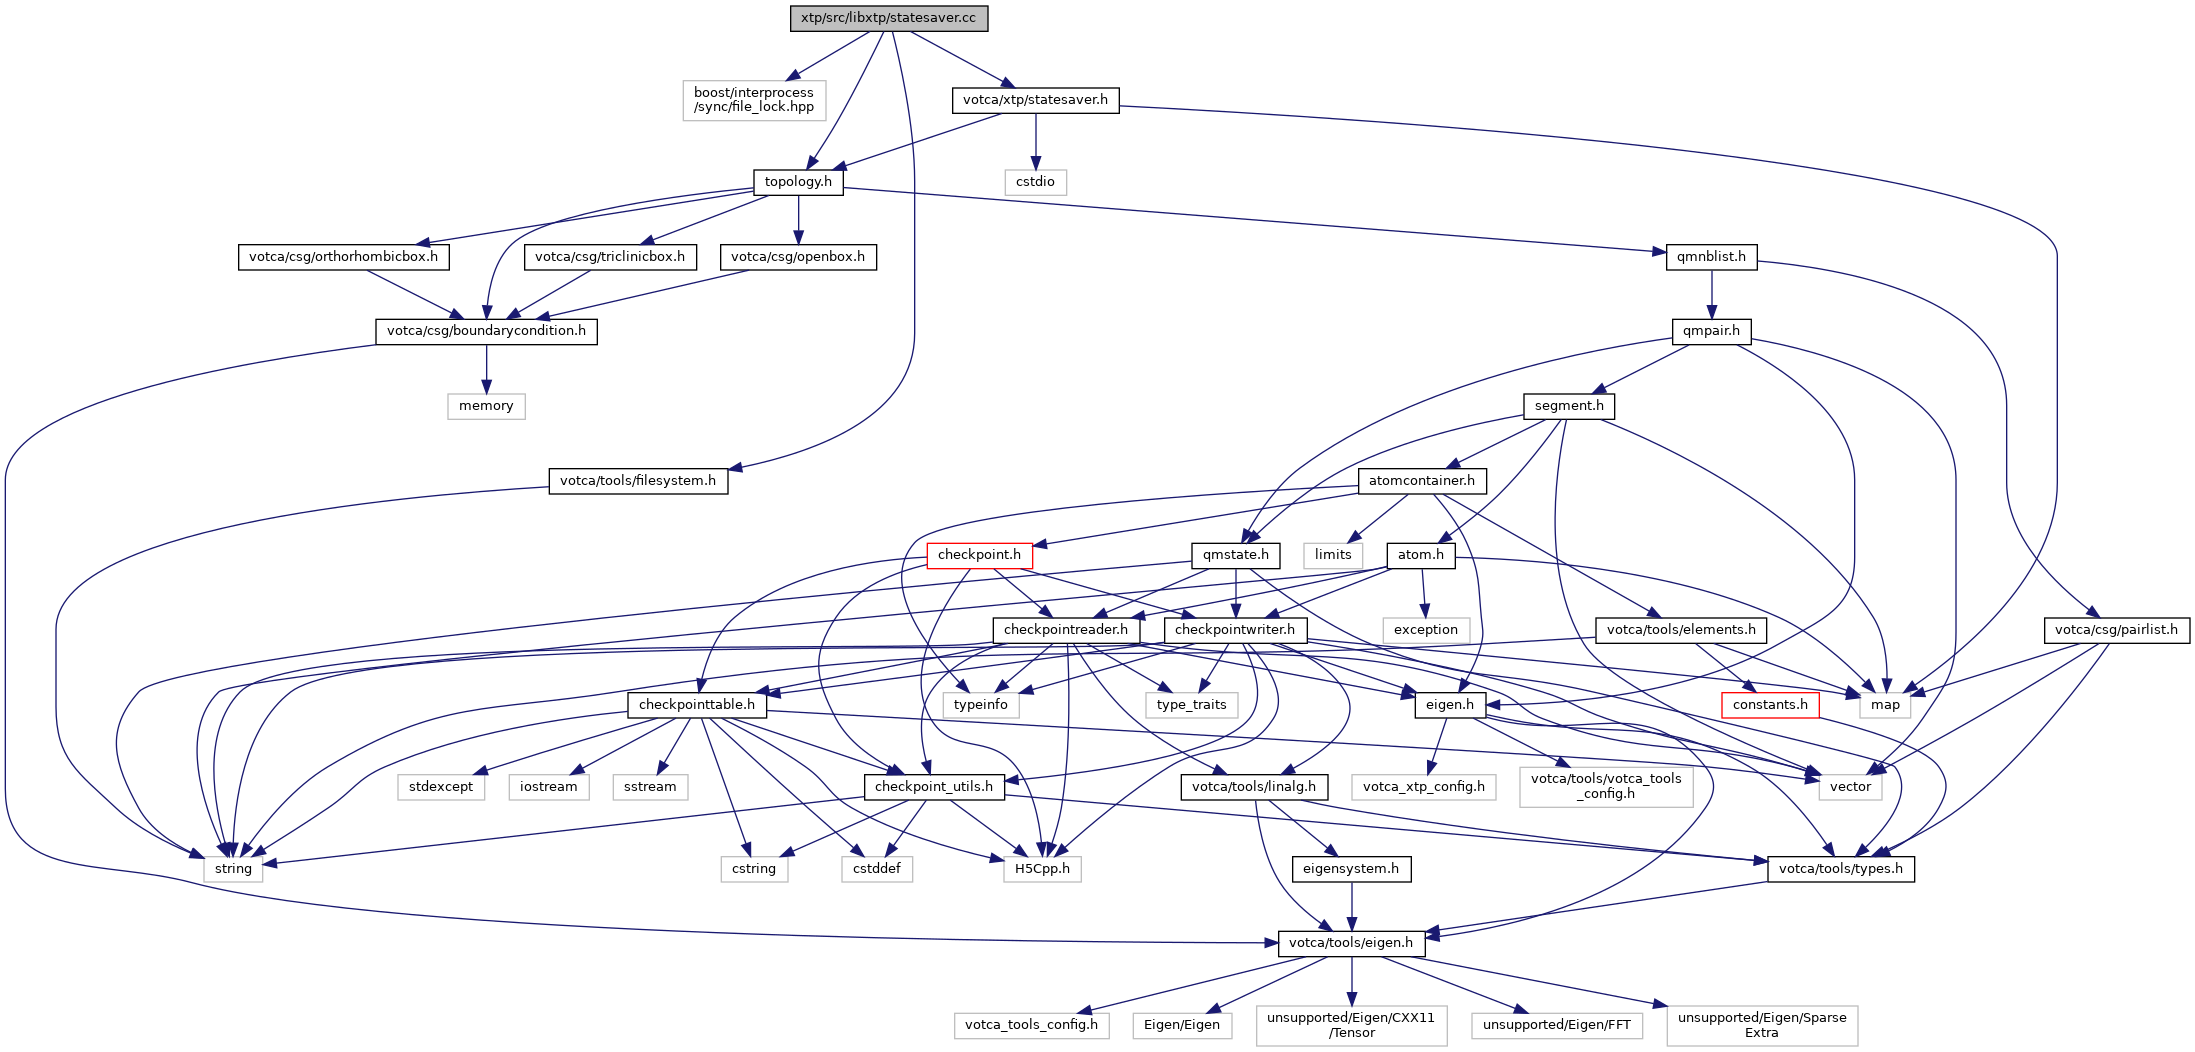 xtp/src/libxtp/statesaver.cc
boost/interprocess
/sync/file_lock.hpp
votca/xtp/statesaver.h
topology.h
cstdio
votca/csg/orthorhombicbox.h
votca/csg/triclinicbox.h
votca/csg/openbox.h
qmnblist.h
votca/csg/boundarycondition.h
qmpair.h
memory
segment.h
votca/tools/filesystem.h
atomcontainer.h
checkpoint.h
qmstate.h
limits
atom.h
checkpointreader.h
checkpointwriter.h
exception
votca/tools/elements.h
votca/csg/pairlist.h
checkpointtable.h
typeinfo
type_traits
eigen.h
constants.h
map
stdexcept
iostream
sstream
checkpoint_utils.h
votca/tools/linalg.h
votca_xtp_config.h
votca/tools/votca_tools
_config.h
vector
string
cstring
cstddef
H5Cpp.h
eigensystem.h
votca/tools/types.h
votca/tools/eigen.h
votca_tools_config.h
Eigen/Eigen
unsupported/Eigen/CXX11
/Tensor
unsupported/Eigen/FFT
unsupported/Eigen/Sparse
Extra